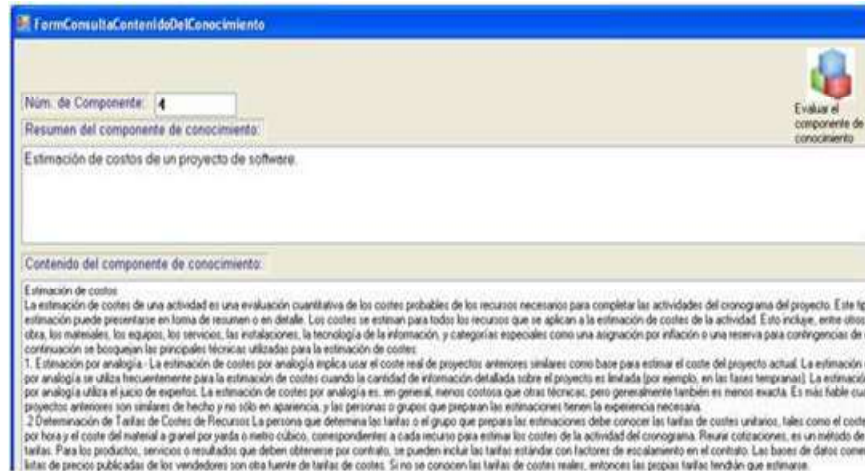 FormConsultaContenidoDelConocimiento
Núm. de Componente: 4
Evaluar el
componente de
conocimiento
Resumen del componente de conocimiento:
Estimación de costos de un proyecto de software.
Contenido del componente de conocimiento:
Estimación de costos
La estimación de costes de una actividad es una evaluación cuantitativa de los costes probables de los recursos necesarios para completar las actividades del cronograma del proyecto. Este
estimación puede presentarse en forma de resumen o en detalle. Los costes se estiman para todos los recursos que se aplican a la estimación de costes de la actividad. Esto incluye, entre otros
obra, los materiales, los equipos, los servicios, las instalaciones, la tecnología de la información, y categorías especiales como una asignación por inflación o una reserva para contingencias de
continuación se bosquejan las principales técnicas utilizadas para la estimación de costes:
1. Estimación por analogía - La estimación de costes por analogía implica usar el coste real de proyectos anteriores similares como base para estimar el coste del proyecto actual. La estimación
por analogía se utiliza frecuentemente para la estimación de costes cuando la cantidad de información detallada sobre el proyecto es limitada (por ejemplo, en las fases tempranas). La estimación
por analogía utiliza el juicio de expertos. La estimación de costes por analogía es, en general, menos costosa que otras técnicas, pero generalmente también es menos exacta. Es más fiable
proyectos anteriores son similares de hecho y no sólo en apariencia, y las personas o grupos que preparan las estimaciones tienen la experiencia necesaria.
.2 Determinación de Tarifas de Costes de Recursos La persona que determina las tarifas o el grupo que prepara las estimaciones debe conocer las tarifas de costes unitarios, tales como el coste
por hora y el coste del material a granel por yarda o metro cúbico, correspondientes a cada recurso para estimar los costes de la actividad del cronograma. Reunir cotizaciones, es un método de
tarifas. Para los productos, servicios o resultados que deben obtenerse por contrato, se pueden incluir las tarifas estándar con factores de escalamiento en el contrato. Las bases de datos
listas de precios publicadas de los vendedores son otra fuente de tarifas de costes. Si no se conocen las tarifas de costes reales, entonces las propias tarifas tendrán que